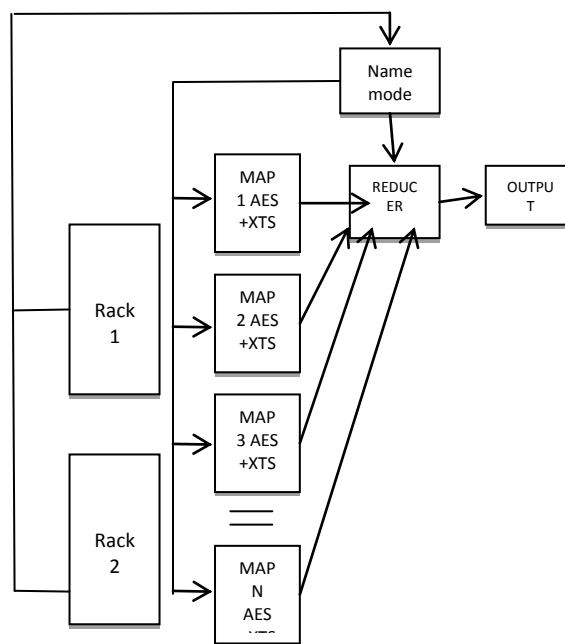 Name
mode
MAP
1 AES
+XTS
REDUC
ER
OUTPU
T
Rack
1
MAP
2 AES
+XTS
MAP
3 AES
+XTS
Rack
2
MAP
N
AES
+XTS